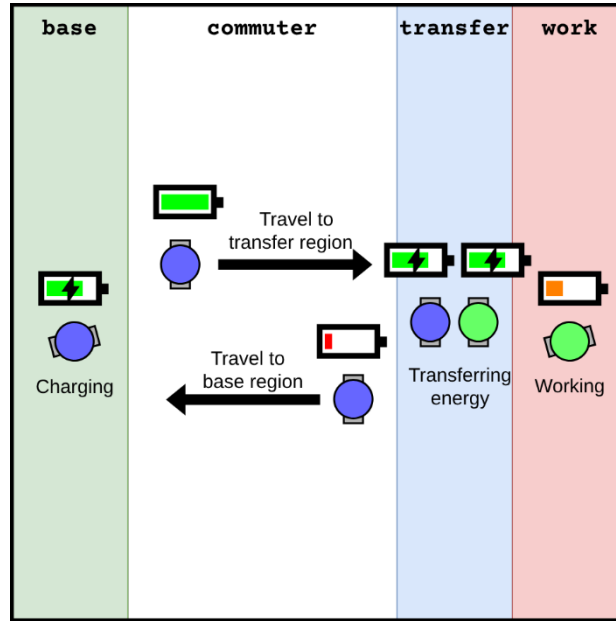 base
commuter
transfer
work
Travel to
transfer region
Charging
Travel to
base region
Transferring
energy
Working